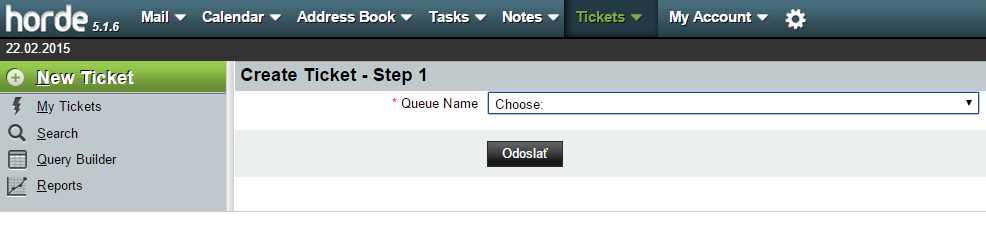 horde 5.1.6 Mail Calendar Address Book Tasks Notes Tickets My Account
22.02.2015
New Ticket
My Tickets
Search
Query Builder
Reports
Create Ticket - Step 1
* Queue Name Choose:
Odoslať